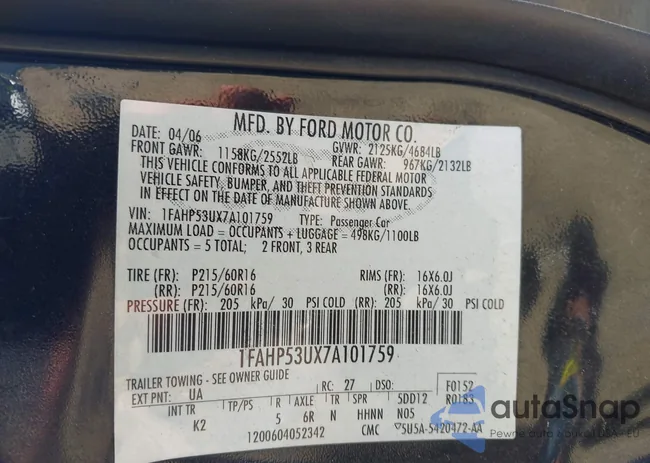 MFD. BY FORD MOTOR CO.
DATE: 04/06 GVWR: 2125KG/4684LB
FRONT GAWR: 1158KG/2552LB REAR GAWR: 967KG/2132LB
THIS VEHICLE CONFORMS TO ALL APPLICABLE FEDERAL MOTOR
VEHICLE SAFETY, BUMPER, AND THEFT PREVENTION STANDARDS
IN EFFECT ON THE DATE OF MANUFACTURE SHOWN ABOVE.
VIN: 1FAHP53UX7A101759 TYPE: Passenger Car
MAXIMUM LOAD = OCCUPANTS + LUGGAGE = 498KG/1100LB
OCCUPANTS = 5 TOTAL; 2 FRONT, 3 REAR
TIRE (FR): P215/60R16 RIMS (FR): 16X6.0J
(RR): P215/60R16 (RR): 16X6.0J
PRESSURE (FR): 205 kPa/ 30 PSI COLD (RR): 205 kPa/ 30 PSI COLD
1FAHP53UX7A101759
TRAILER TOWING - SEE OWNER GUIDE
EXT PNT: UA RC: 27 DSO: F0152
INT TR TP/PS R AXLE TR SPR 5DD12 R0183
K2 5 6R N HHNN N05
1200604052342 CMC 5U5A-5420472-AA
autoSnap
Pewne auto z USA i UE